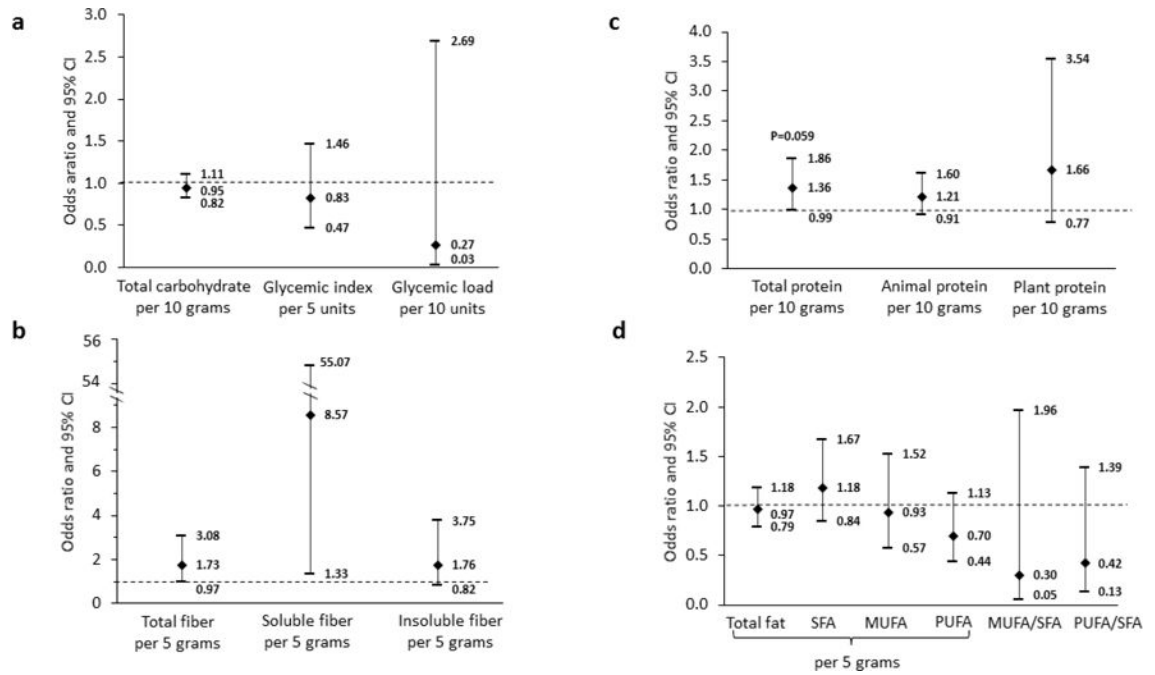 a
Odds aratio and 95% CI
3.0
2.5
2.0
1.5
1.0
0.5
0.0
1.11
0.95
0.82
1.46
0.83
0.47
2.69
0.27
0.03
Total carbohydrate
per 10 grams
Glycemic index
per 5 units
Glycemic load
per 10 units
b
Odds ratio and 95% CI
56
54
8
6
4
2
0
3.08
1.73
0.97
55.07
8.57
1.33
3.75
1.76
0.82
Total fiber
per 5 grams
Soluble fiber
per 5 grams
Insoluble fiber
per 5 grams
c
Odds ratio and 95% CI
4.0
3.5
3.0
2.5
2.0
1.5
1.0
0.5
0.0
P=0.059
1.86
1.36
0.99
1.60
1.21
0.91
3.54
1.66
0.77
Total protein
per 10 grams
Animal protein
per 10 grams
Plant protein
per 10 grams
d
Odds ratio and 95% CI
2.5
2.0
1.5
1.0
0.5
0.0
1.18
0.97
0.79
1.67
1.18
0.84
1.52
0.93
0.57
1.13
0.70
0.44
1.96
0.30
0.05
1.39
0.42
0.13
Total fat
SFA
MUFA
PUFA
MUFA/SFA
PUFA/SFA
per 5 grams